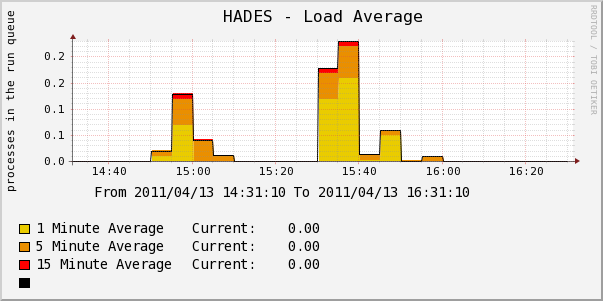 HADES - Load Average
RRDTOOL / TOBI OETIKER
processes in the run queue
0.2
0.2
0.1
0.1
0.0
14:40 15:00 15:20 15:40 16:00 16:20
From 2011/04/13 14:31:10 To 2011/04/13 16:31:10
1 Minute Average Current: 0.00
5 Minute Average Current: 0.00
15 Minute Average Current: 0.00